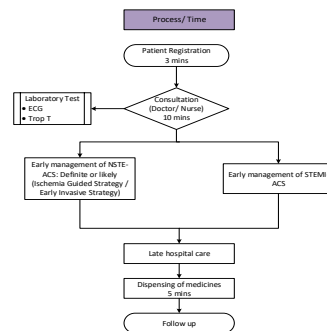 Process/ Time
Patient Registration
3 mins
Laboratory Test
• ECG
• Trop T
Consultation
(Doctor/ Nurse)
10 mins
Early management of NSTE-
ACS: Definite or likely
(Ischemia Guided Strategy /
Early Invasive Strategy)
Early management of STEMI
ACS
Late hospital care
Dispensing of medicines
5 mins
Follow up